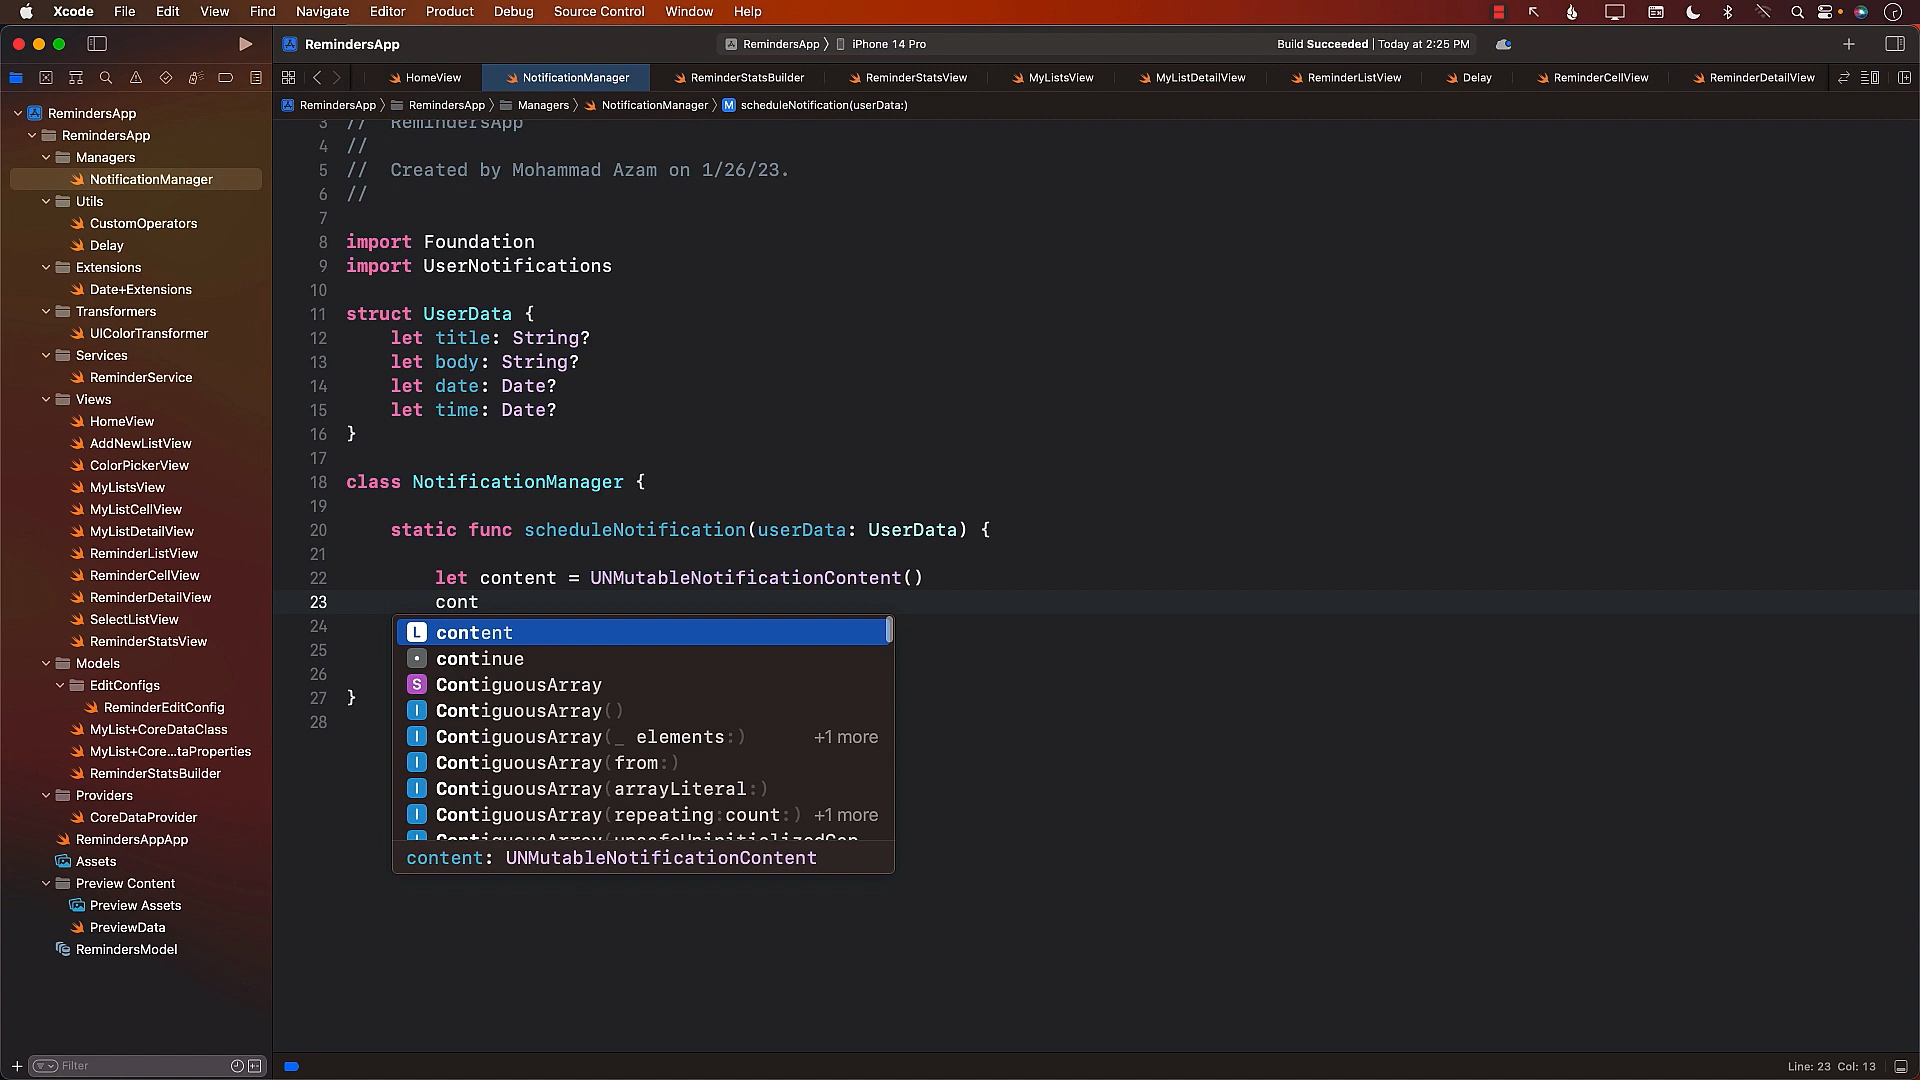 Xcode File Edit View Find Navigate Editor Product Debug Source Control Window Help
RemindersApp
RemindersApp 〉 iPhone 14 Pro
Build Succeeded | Today at 2:25 PM
HomeView
NotificationManager
ReminderStatsBuilder
ReminderStatsView
MyListsView
MyListDetailView
ReminderListView
Delay
ReminderCellView
ReminderDetailView
RemindersApp 〉 RemindersApp 〉 Managers 〉 NotificationManager 〉 M scheduleNotification(userData:)
RemindersApp
RemindersApp
Managers
NotificationManager
Utils
CustomOperators
Delay
Extensions
Date+Extensions
Transformers
UIColorTransformer
Services
ReminderService
Views
HomeView
AddNewListView
ColorPickerView
MyListsView
MyListCellView
MyListDetailView
ReminderListView
ReminderCellView
ReminderDetailView
SelectListView
ReminderStatsView
Models
EditConfigs
ReminderEditConfig
MyList+CoreDataClass
MyList+Core...taProperties
ReminderStatsBuilder
Providers
CoreDataProvider
RemindersAppApp
Assets
Preview Content
Preview Assets
PreviewData
RemindersModel
Filter
3 // RemindersApp
4 //
5 // Created by Mohammad Azam on 1/26/23.
6 //
7
8 import Foundation
9 import UserNotifications
10
11 struct UserData {
12 let title: String?
13 let body: String?
14 let date: Date?
15 let time: Date?
16 }
17
18 class NotificationManager {
19
20 static func scheduleNotification(userData: UserData) {
21
22 let content = UNMutableNotificationContent()
23 cont
24
25
26
27 }
28
L content
continue
S ContiguousArray
I ContiguousArray()
I ContiguousArray(_ elements:) +1 more
I ContiguousArray(from:)
I ContiguousArray(arrayLiteral:)
I ContiguousArray(repeating:count:) +1 more
content: UNMutableNotificationContent
Line: 23 Col: 13